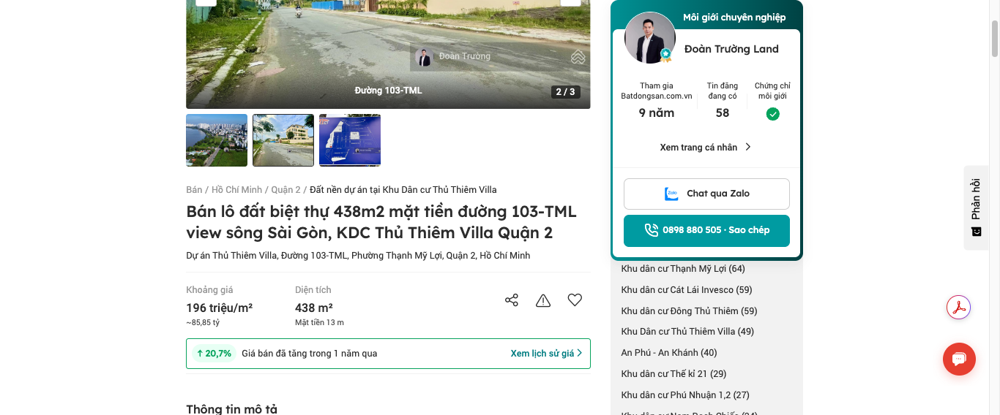 Đoàn Trường
Đường 103-TML
2 / 3
Bán / Hồ Chí Minh / Quận 2 / Đất nền dự án tại Khu Dân cư Thủ Thiêm Villa
Bán lô đất biệt thự 438m2 mặt tiền đường 103-TML
view sông Sài Gòn, KDC Thủ Thiêm Villa Quận 2
Dự án Thủ Thiêm Villa, Đường 103-TML, Phường Thạnh Mỹ Lợi, Quận 2, Hồ Chí Minh
Khoảng giá
Diện tích
196 triệu/m²
438 m²
~85,85 tỷ
Mặt tiền 13 m
20,7%
Giá bán đã tăng trong 1 năm qua
Xem lịch sử giá
Thông tin mô tả
Môi giới chuyên nghiệp
Đoàn Trường Land
Tham gia
Batdongsan.com.vn
9 năm
Tin đăng
đang có
58
Chứng chỉ
môi giới
Xem trang cá nhân
Zalo
Chat qua Zalo
0898 880 505 · Sao chép
Khu dân cư Thạnh Mỹ Lợi (64)
Khu dân cư Cát Lái Invesco (59)
Khu dân cư Đông Thủ Thiêm (59)
Khu Dân cư Thủ Thiêm Villa (49)
An Phú - An Khánh (40)
Khu dân cư Thế kỉ 21 (29)
Khu dân cư Phú Nhuận 1,2 (27)
Phản hồi